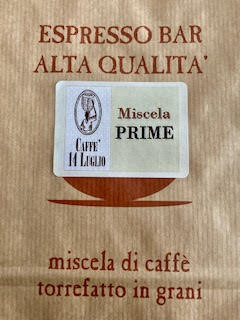 ESPRESSO BAR
ALTA QUALITA'
Miscela
PRIME
CAFFE'
14 LUGLIO
miscela di caffè
torrefatto in grani